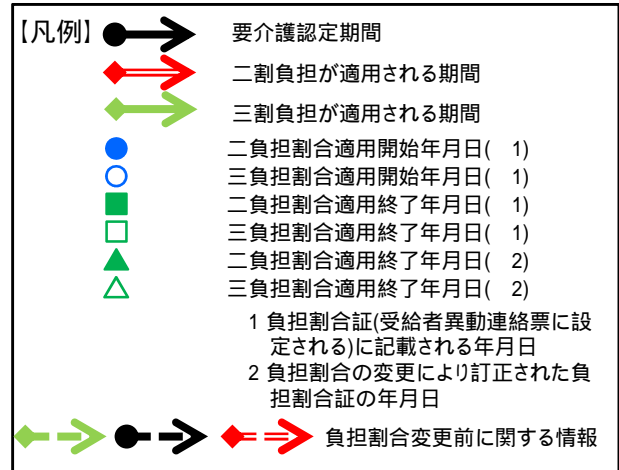 【凡例】 要介護認定期間
二割負担が適用される期間
三割負担が適用される期間
二負担割合適用開始年月日( 1)
三負担割合適用開始年月日( 1)
二負担割合適用終了年月日( 1)
三負担割合適用終了年月日( 1)
二負担割合適用終了年月日( 2)
三負担割合適用終了年月日( 2)
1 負担割合証(受給者異動連絡票に設
定される)に記載される年月日
2 負担割合の変更により訂正された負
担割合証の年月日
負担割合変更前に関する情報